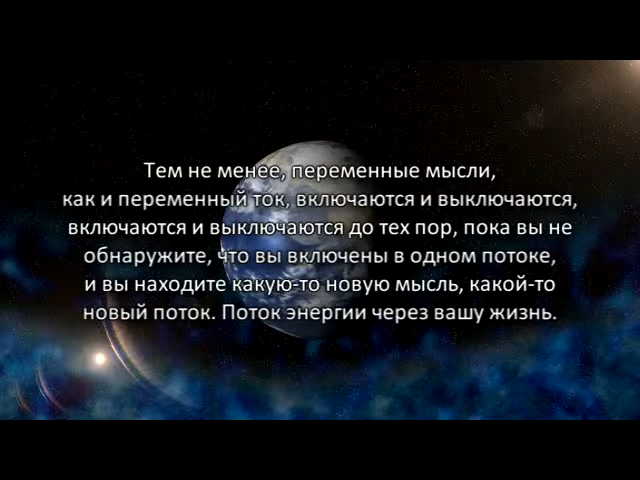 Тем не менее, переменные мысли,
как и переменный ток, включаются и выключаются,
включаются и выключаются до тех пор, пока вы не
обнаружите, что вы включены в одном потоке,
и вы находите какую-то новую мысль, какой-то
новый поток. Поток энергии через вашу жизнь.